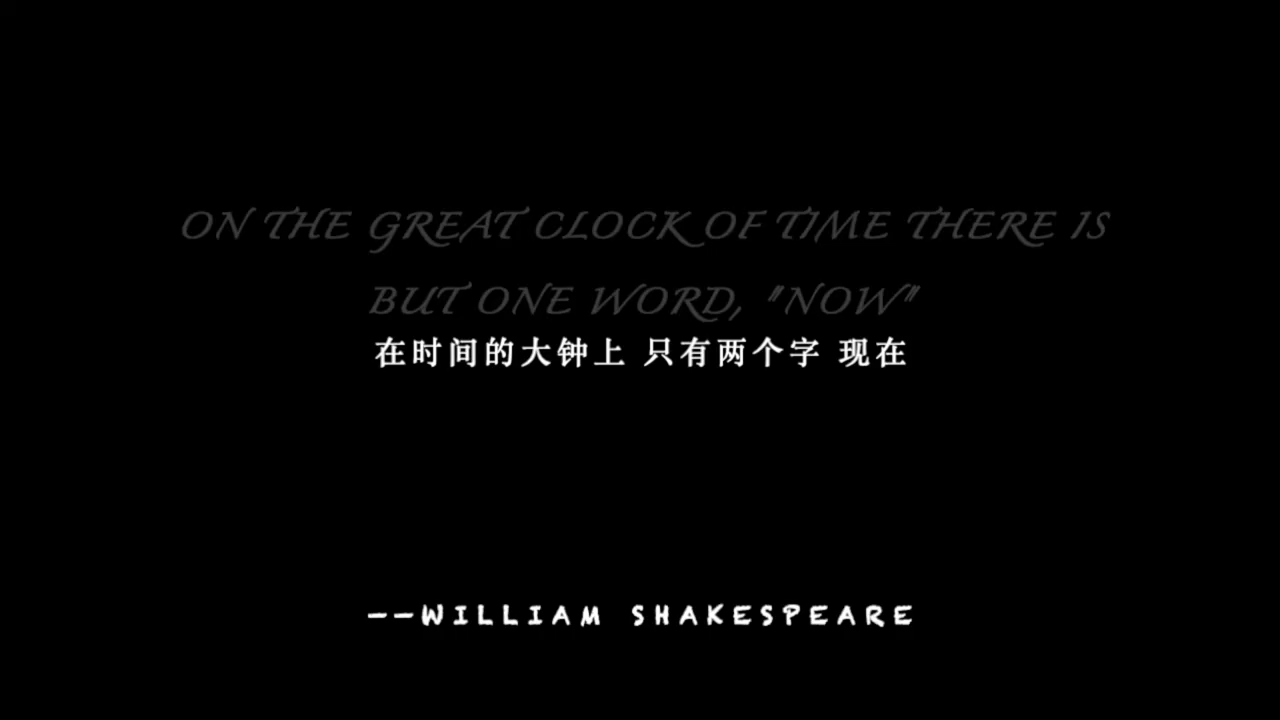 ON THE GREAT CLOCK OF TIME THERE IS
BUT ONE WORD, "NOW"
在时间的大钟上 只有两个字 现在
--WILLIAM SHAKESPEARE